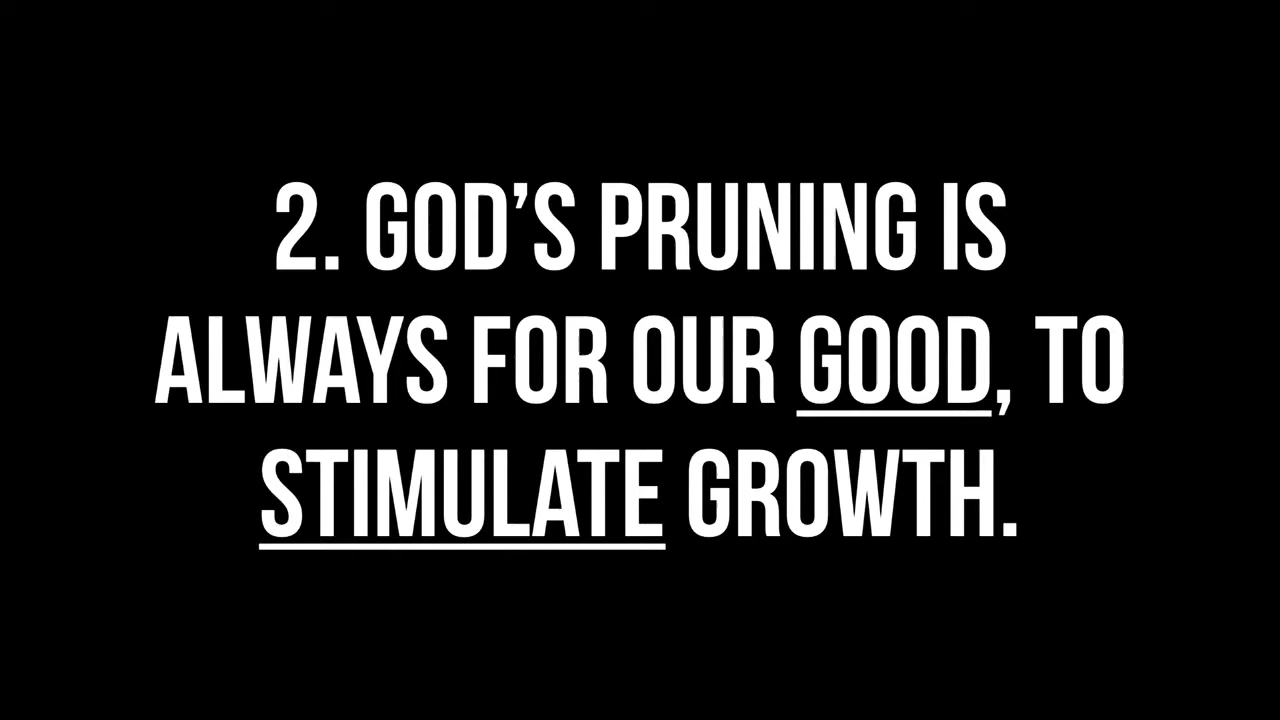 2. GOD’S PRUNING IS
ALWAYS FOR OUR GOOD, TO
STIMULATE GROWTH.